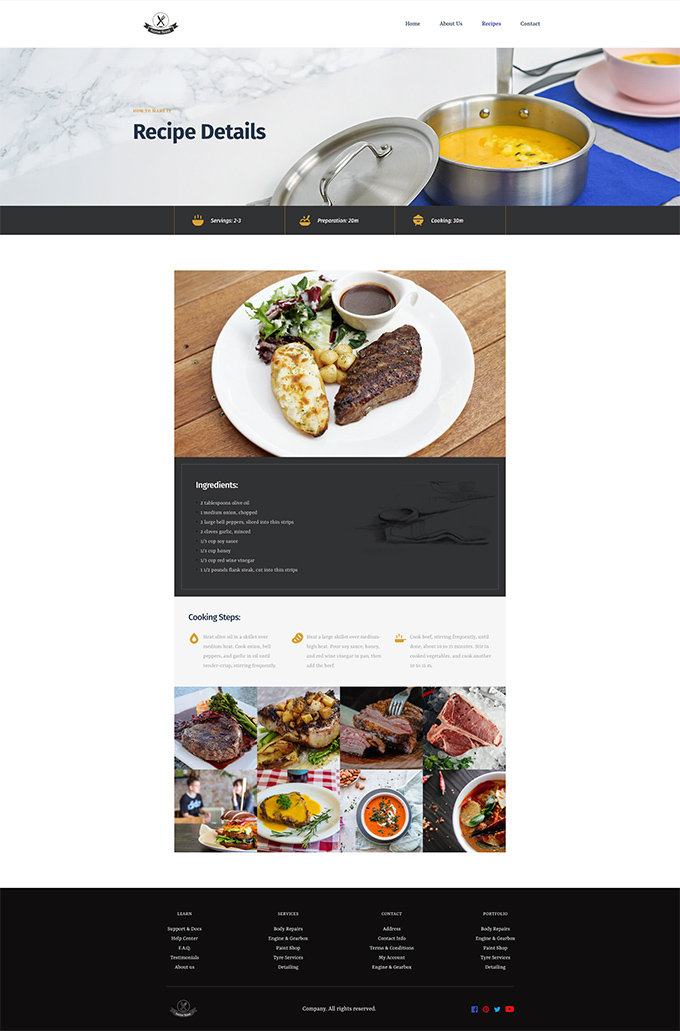 Home
About Us
Recipes
Contact
HOW TO MAKE IT
Recipe Details
Servings: 2-3
Preparation: 20m
Cooking: 30m
Ingredients:
2 tablespoons olive oil
1 medium onion, chopped
2 large bell peppers, sliced into thin strips
2 cloves garlic, minced
1/3 cup soy sauce
1/3 cup honey
1/3 cup red wine vinegar
1 1/2 pounds flank steak, cut into thin strips
Cooking Steps:
Heat olive oil in a skillet over
medium heat. Cook onion, bell
peppers, and garlic in oil until
tender-crisp, stirring frequently.
Heat a large skillet over medium-
high heat. Pour soy sauce, honey,
and red wine vinegar in pan, then
add the beef.
Cook beef, stirring frequently, until
done, about 10 to 15 minutes. Stir in
cooked vegetables, and cook another
10 to 15 m.
LEARN
Support & Docs
Help Center
F.A.Q.
Testimonials
About us
SERVICES
Body Repairs
Engine & Gearbox
Paint Shop
Tyre Services
Detailing
CONTACT
Address
Contact Info
Terms & Conditions
My Account
Engine & Gearbox
PORTFOLIO
Body Repairs
Engine & Gearbox
Paint Shop
Tyre Services
Detailing
Company. All rights reserved.